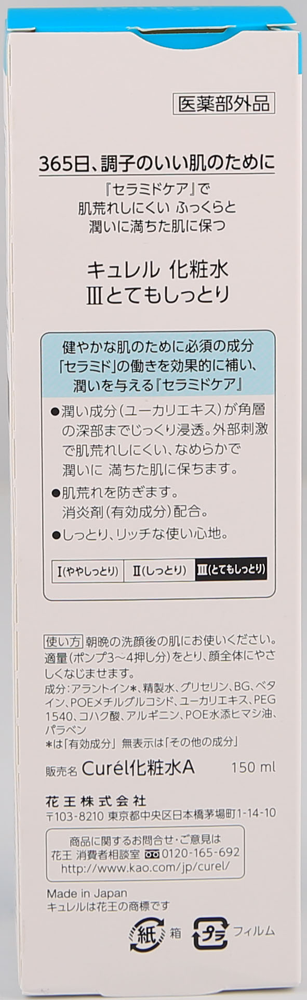 医薬部外品
365日、調子のいい肌のために
『セラミドケア』で
肌荒れしにくい ふっくらと
潤いに満ちた肌に保つ
キュレル 化粧水
Ⅲとてもしっとり
健やかな肌のために必須の成分
「セラミド」の働きを効果的に補い、
潤いを与える『セラミドケア』
●潤い成分(ユーカリエキス)が角層
の深部までじっくり浸透。外部刺激
で肌荒れしにくい、なめらかで
潤いに 満ちた肌に保ちます。
●肌荒れを防ぎます。
消炎剤(有効成分)配合。
●しっとり、リッチな使い心地。
Ⅰ(ややしっとり) Ⅱ(しっとり) Ⅲ(とてもしっとり)
使い方 朝晩の洗顔後の肌にお使いください。
適量(ポンプ3〜4押し分)をとり、顔全体にやさ
しくなじませます。
成分:アラントイン*、精製水、グリセリン、BG、ベタ
イン、POEメチルグルコシド、ユーカリエキス、PEG
1540、コハク酸、アルギニン、POE水添ヒマシ油、
パラベン
*は「有効成分」 無表示は「その他の成分」
販売名 Curél化粧水A 150 ml
花王株式会社
〒103-8210 東京都中央区日本橋茅場町1-14-10
商品に関するお問合せ・ご意見は
花王 消費者相談室 0120-165-692
http://www.kao.com/jp/curel/
Made in Japan
キュレルは花王の商標です
紙 箱 プラ フィルム